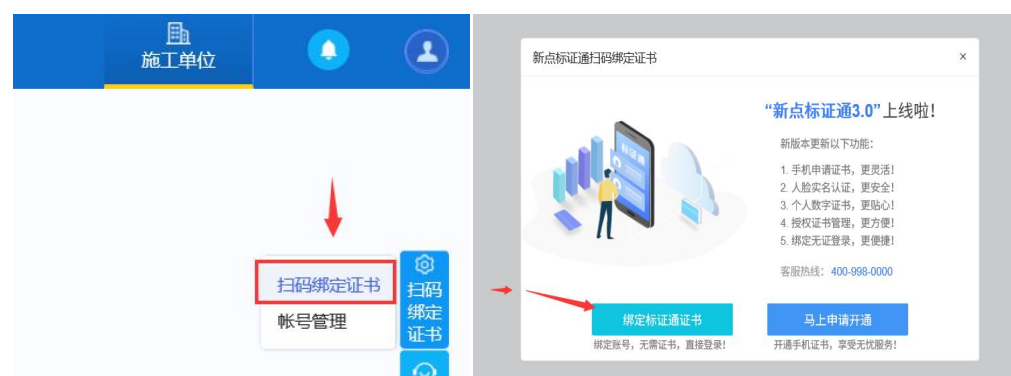 施工单位
扫码绑定证书
帐号管理
扫码
绑定
证书
新点标证通扫码绑定证书
×
标证通
“新点标证通3.0”上线啦！
新版本更新以下功能：
1. 手机申请证书，更灵活！
2. 人脸实名认证，更安全！
3. 个人数字证书，更贴心！
4. 授权证书管理，更方便！
5. 绑定无证登录，更便捷！
客服热线：400-998-0000
绑定标证通证书
马上申请开通
绑定账号，无需证书，直接登录！
开通手机证书，享受无忧服务！